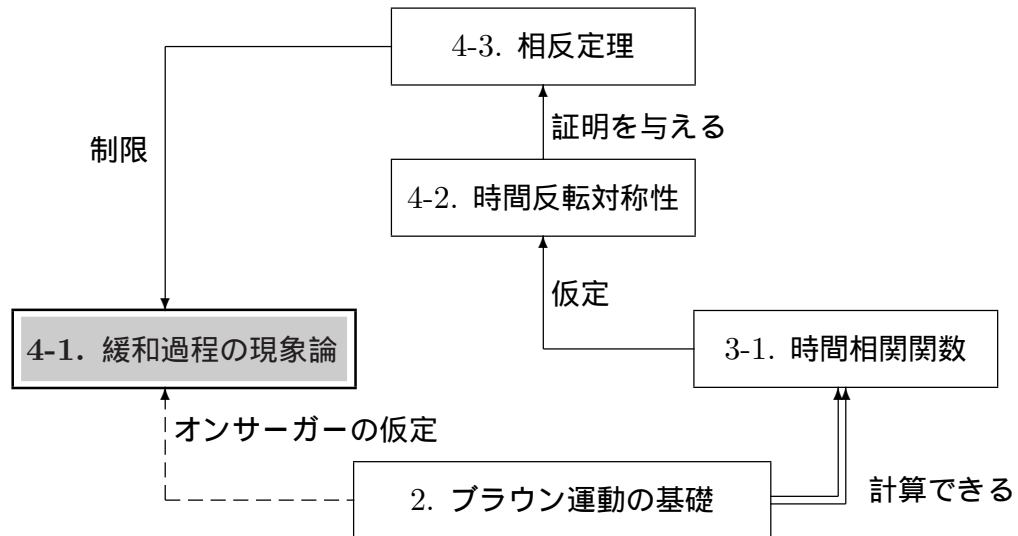 4-3. 相反定理
証明を与える
制限
4-2. 時間反転対称性
仮定
4-1. 緩和過程の現象論
3-1. 時間相関関数
オンサーガーの仮定
2. ブラウン運動の基礎
計算できる